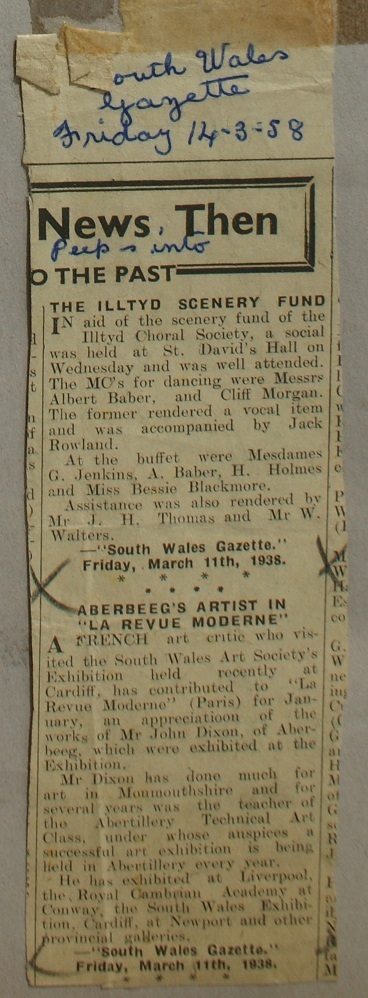 outh Wales
Gazette
Friday 14-3-58
News, Then
Peeps into
O THE PAST
THE ILLTYD SCENERY FUND
IN aid of the scenery fund of the
Illtyd Choral Society, a social
was held at St. David's Hall on
Wednesday and was well attended.
The MC's for dancing were Messrs
Albert Baber, and Cliff Morgan.
The former rendered a vocal item
and was accompanied by Jack
Rowland.
At the buffet were Mesdames
G. Jenkins, A. Baber, H. Holmes
and Miss Bessie Blackmore.
Assistance was also rendered by
Mr J. H. Thomas and Mr W.
Walters.
—"South Wales Gazette."
Friday, March 11th, 1938.
* * * *
* * * *
ABERBEEG'S ARTIST IN
"LA REVUE MODERNE"
A FRENCH art critic who vis-
ited the South Wales Art Society's
Exhibition held recently at
Cardiff, has contributed to "La
Revue Moderne" (Paris) for Jan-
uary, an appreciatioon of the
works of Mr John Dixon, of Aber-
beeg, which were exhibited at the
Exhibition.
Mr Dixon has done much for
art in Monmouthshire and for
several years was the teacher of
the Abertillery Technical Art
Class, under whose auspices a
successful art exhibition is being
held in Abertillery every year.
He has exhibited at Liverpool,
the Royal Cambrian Academy at
Conway, the South Wales Exhibi-
tion, Cardiff, at Newport and other
provincial galleries.
—"South Wales Gazette."
Friday, March 11th, 1938.